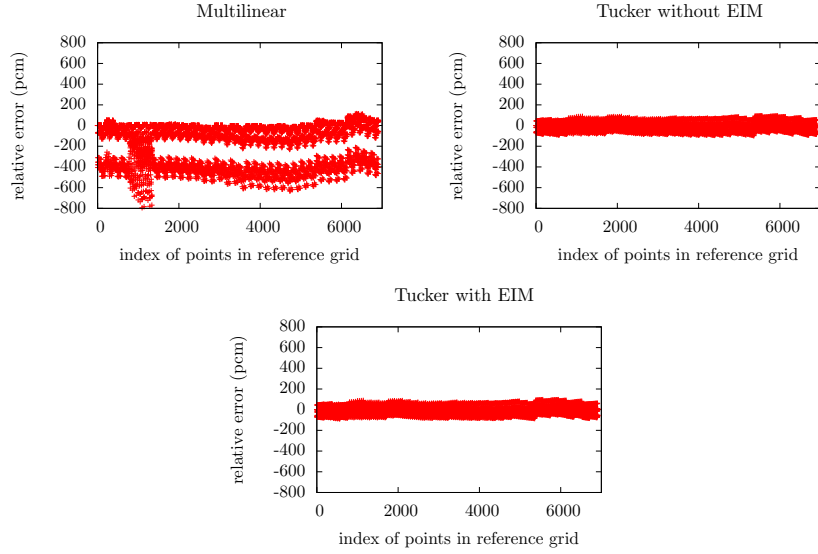 Multilinear
800
600
400
200
0
-200
-400
-600
-800
0 2000 4000 6000
relative error (pcm)
index of points in reference grid
Tucker without EIM
800
600
400
200
0
-200
-400
-600
-800
0 2000 4000 6000
relative error (pcm)
index of points in reference grid
Tucker with EIM
800
600
400
200
0
-200
-400
-600
-800
0 2000 4000 6000
relative error (pcm)
index of points in reference grid